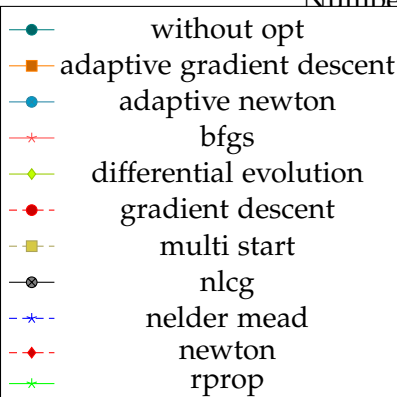 without opt
adaptive gradient descent
adaptive newton
bfgs
differential evolution
gradient descent
multi start
nlcg
nelder mead
newton
rprop